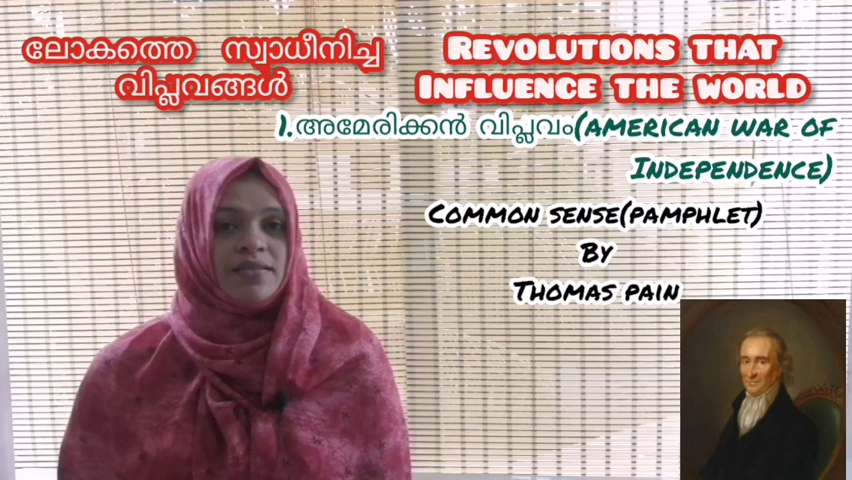 ലോകത്തെ സ്വാധീനിച്ച
വിപ്ലവങ്ങൾ
Revolutions that
Influence the world
1.അമേരിക്കൻ വിപ്ലവം(American war of
Independence)
Common sense(pamphlet)
By
Thomas pain